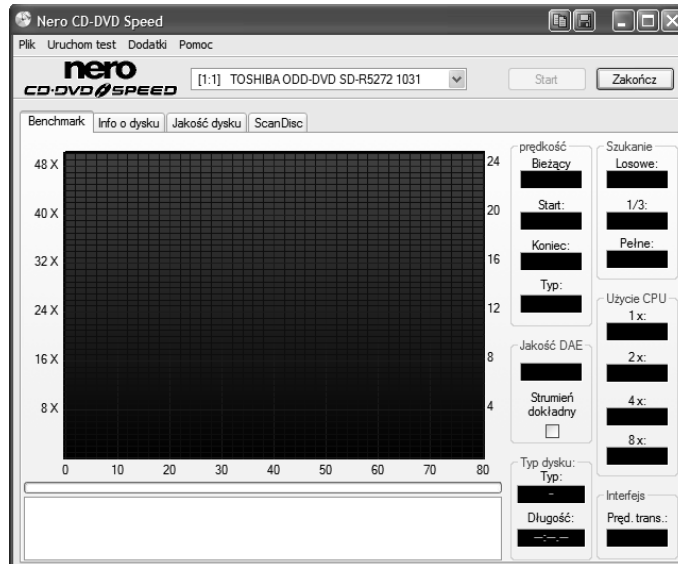 Nero CD-DVD Speed
Plik Uruchom test Dodatki Pomoc
nero
CD·DVD SPEED
[1:1] TOSHIBA ODD-DVD SD-R5272 1031
Start
Zakończ
Benchmark Info o dysku Jakość dysku ScanDisc
48 X
40 X
32 X
24 X
16 X
8 X
24
20
16
12
8
4
0 10 20 30 40 50 60 70 80
prędkość
Bieżący
Start:
Koniec:
Typ:
Jakość DAE
Strumień
dokładny
Typ dysku:
Typ:
-
Długość:
--:--.--
Szukanie
Losowe:
1/3:
Pełne:
Użycie CPU
1 x:
2 x:
4 x:
8 x:
Interfejs
Pręd. trans.: